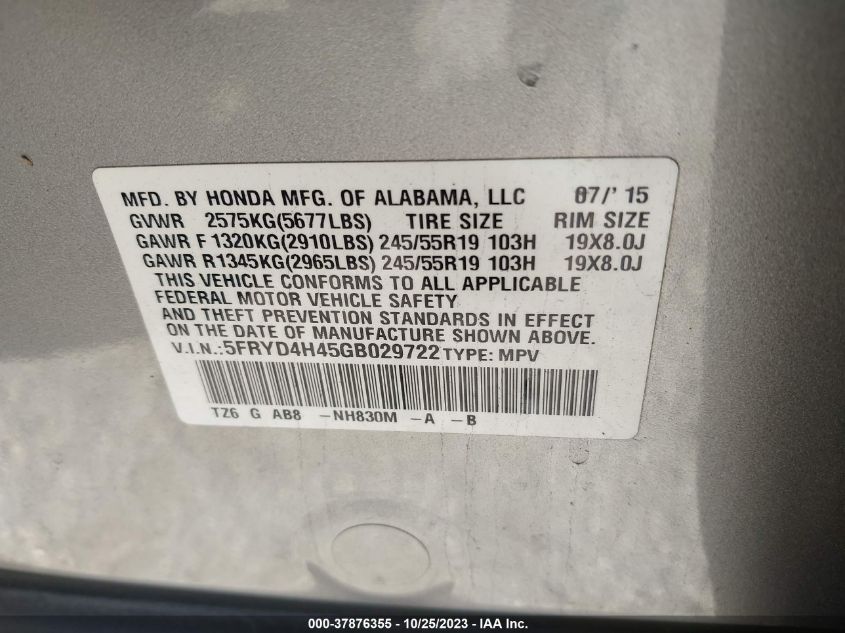 MFD. BY HONDA MFG. OF ALABAMA, LLC 07/' 15
GVWR 2575KG(5677LBS) TIRE SIZE RIM SIZE
GAWR F 1320KG(2910LBS) 245/55R19 103H 19X8.0J
GAWR R1345KG(2965LBS) 245/55R19 103H 19X8.0J
THIS VEHICLE CONFORMS TO ALL APPLICABLE
FEDERAL MOTOR VEHICLE SAFETY
AND THEFT PREVENTION STANDARDS IN EFFECT
ON THE DATE OF MANUFACTURE SHOWN ABOVE.
V.I.N.:5FRYD4H45GB029722 TYPE: MPV
TZ6 G AB8 -NH830M -A -B
000-37876355 - 10/25/2023 - IAA Inc.